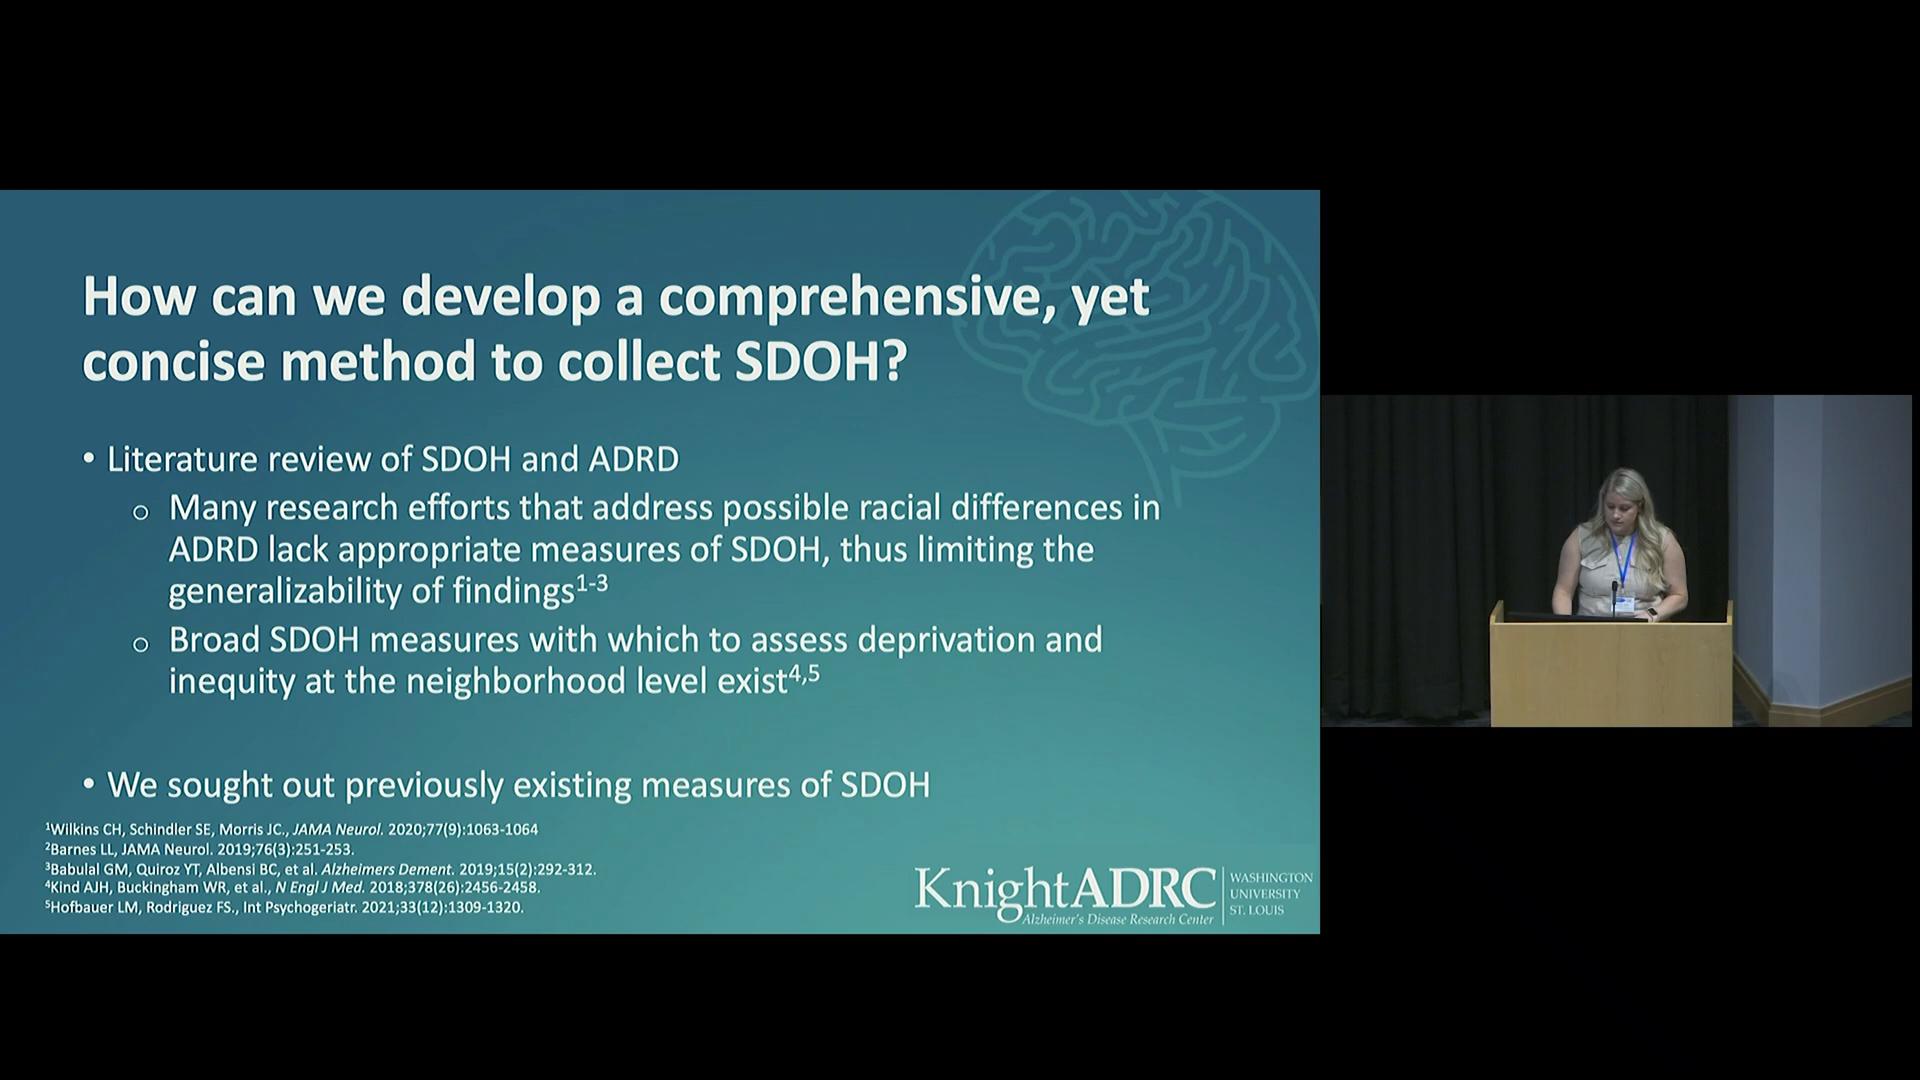 How can we develop a comprehensive, yet
concise method to collect SDOH?
• Literature review of SDOH and ADRD
o Many research efforts that address possible racial differences in
ADRD lack appropriate measures of SDOH, thus limiting the
generalizability of findings1-3
o Broad SDOH measures with which to assess deprivation and
inequity at the neighborhood level exist4,5
• We sought out previously existing measures of SDOH
1Wilkins CH, Schindler SE, Morris JC., JAMA Neurol. 2020;77(9):1063-1064
2Barnes LL, JAMA Neurol. 2019;76(3):251-253.
3Babulal GM, Quiroz YT, Albensi BC, et al. Alzheimers Dement. 2019;15(2):292-312.
4Kind AJH, Buckingham WR, et al., N Engl J Med. 2018;378(26):2456-2458.
5Hofbauer LM, Rodriguez FS., Int Psychogeriatr. 2021;33(12):1309-1320.
KnightADRC
Alzheimer's Disease Research Center
WASHINGTON
UNIVERSITY
ST. LOUIS